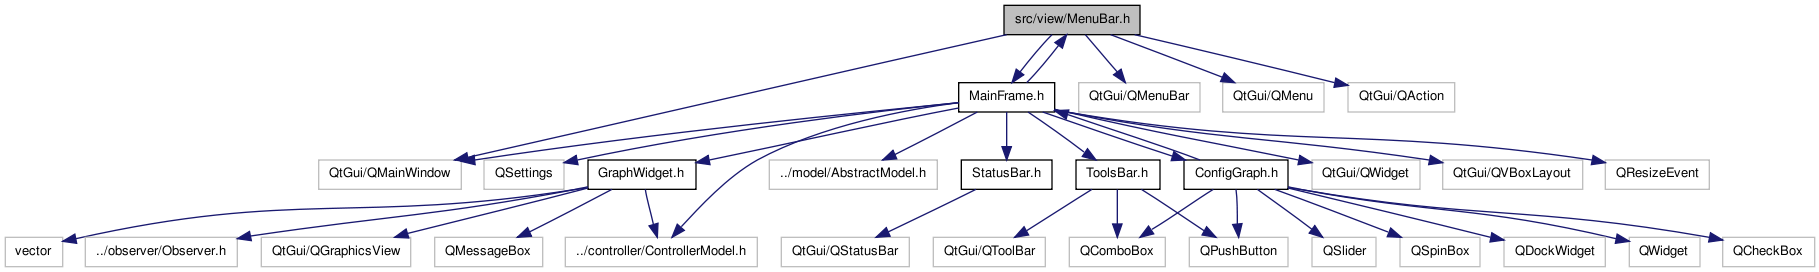 src/view/MenuBar.h
MainFrame.h
QtGui/QMenuBar
QtGui/QMenu
QtGui/QAction
QtGui/QMainWindow
QSettings
GraphWidget.h
../model/AbstractModel.h
StatusBar.h
ToolsBar.h
ConfigGraph.h
QtGui/QWidget
QtGui/QVBoxLayout
QResizeEvent
vector
../observer/Observer.h
QtGui/QGraphicsView
QMessageBox
../controller/ControllerModel.h
QtGui/QStatusBar
QtGui/QToolBar
QComboBox
QPushButton
QSlider
QSpinBox
QDockWidget
QWidget
QCheckBox